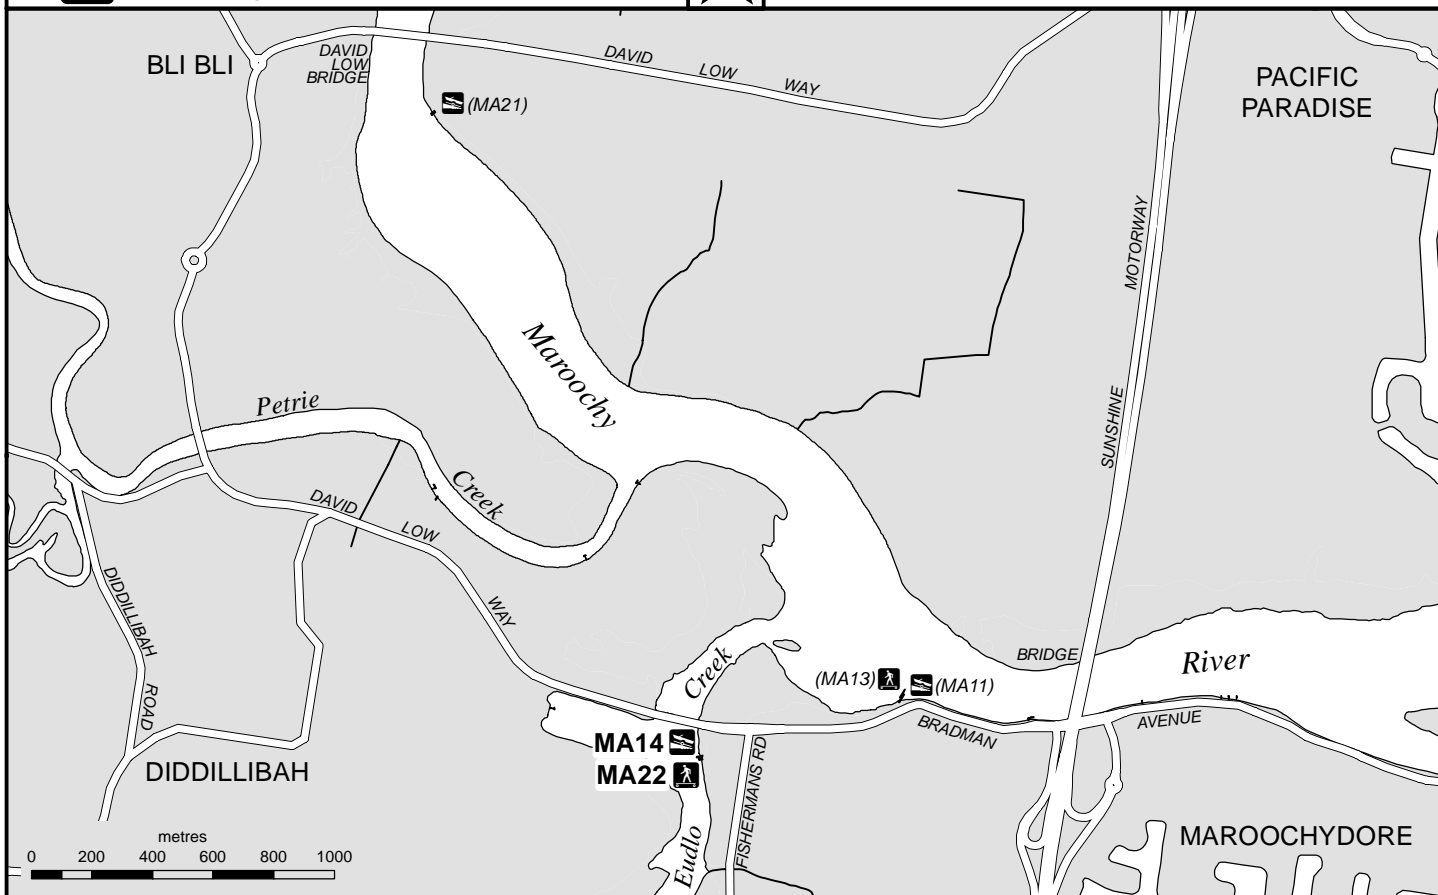 BLI BLI
DAVID
LOW
BRIDGE
DAVID LOW WAY
PACIFIC
PARADISE
(MA21)
MOTORWAY
SUNSHINE
Maroochy
Petrie
Creek
DAVID LOW WAY
DIDDILLIBAH
ROAD
Creek
BRIDGE
River
(MA13)
(MA11)
BRADMAN
AVENUE
MA14
MA22
FISHERMANS RD
DIDDILLIBAH
Eudlo
MAROOCHYDORE
metres
0 200 400 600 800 1000